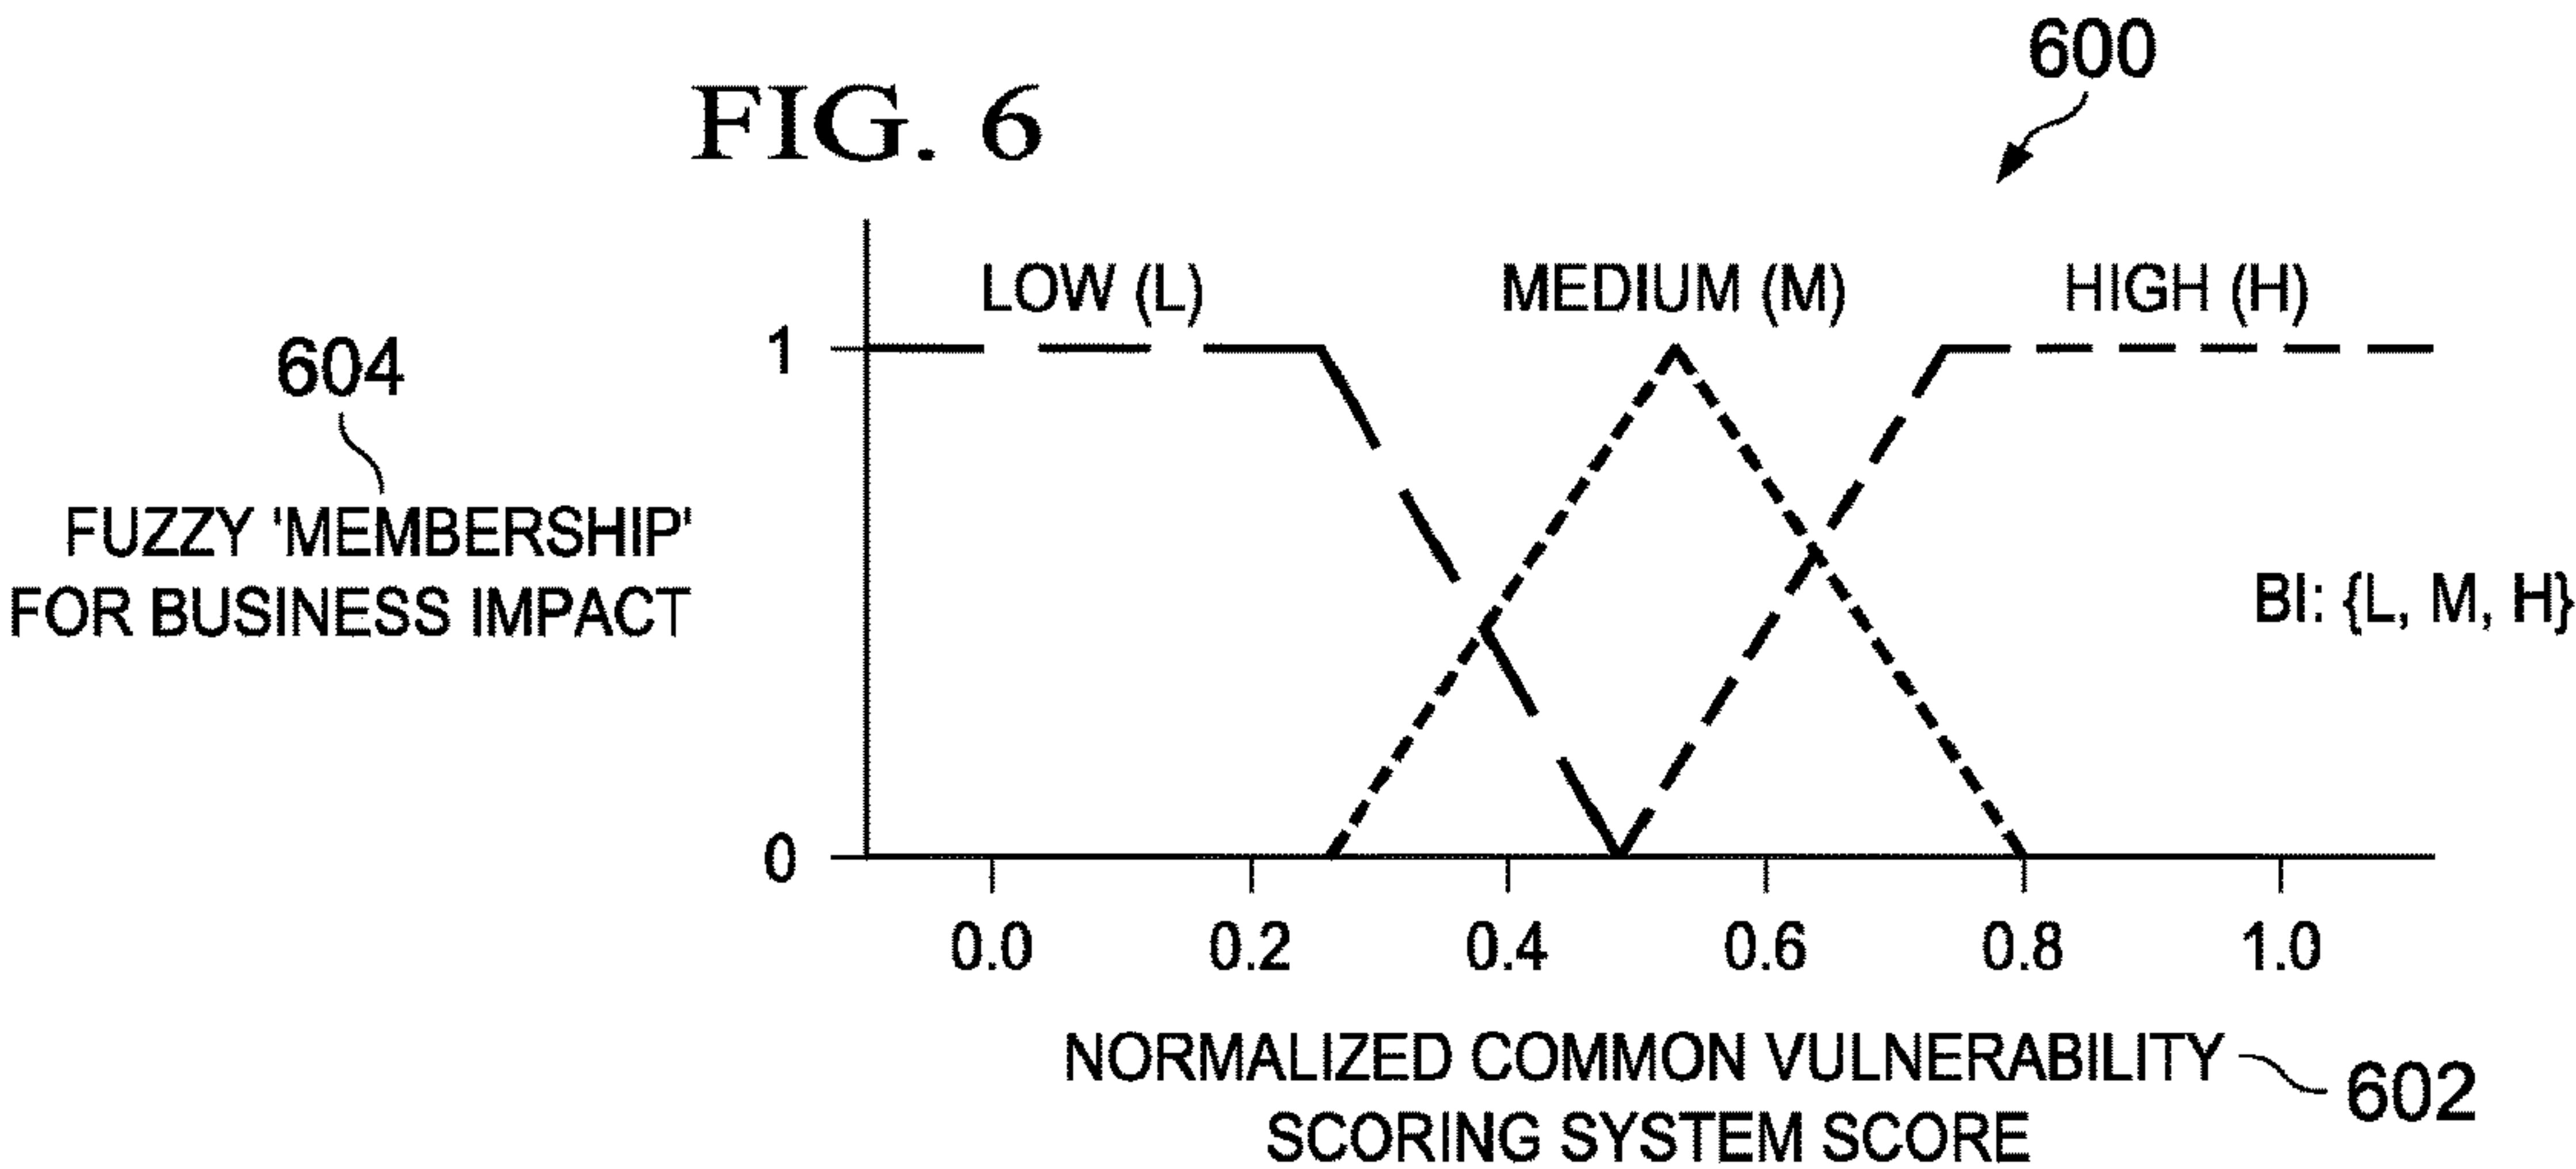 600
FIG. 6
LOW (L)
MEDIUM (M)
HIGH (H)
1
604
FUZZY 'MEMBERSHIP'
FOR BUSINESS IMPACT
BI: {L, M, H}
0
0.0 0.2 0.4 0.6 0.8 1.0
NORMALIZED COMMON VULNERABILITY
SCORING SYSTEM SCORE
602